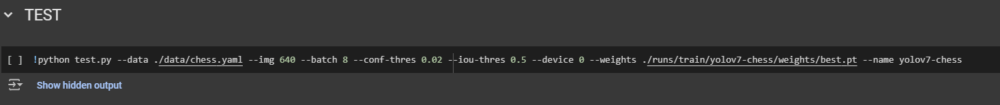 TEST
[ ] !python test.py --data ./data/chess.yaml --img 640 --batch 8 --conf-thres 0.02 --iou-thres 0.5 --device 0 --weights ./runs/train/yolov7-chess/weights/best.pt --name yolov7-chess
Show hidden output